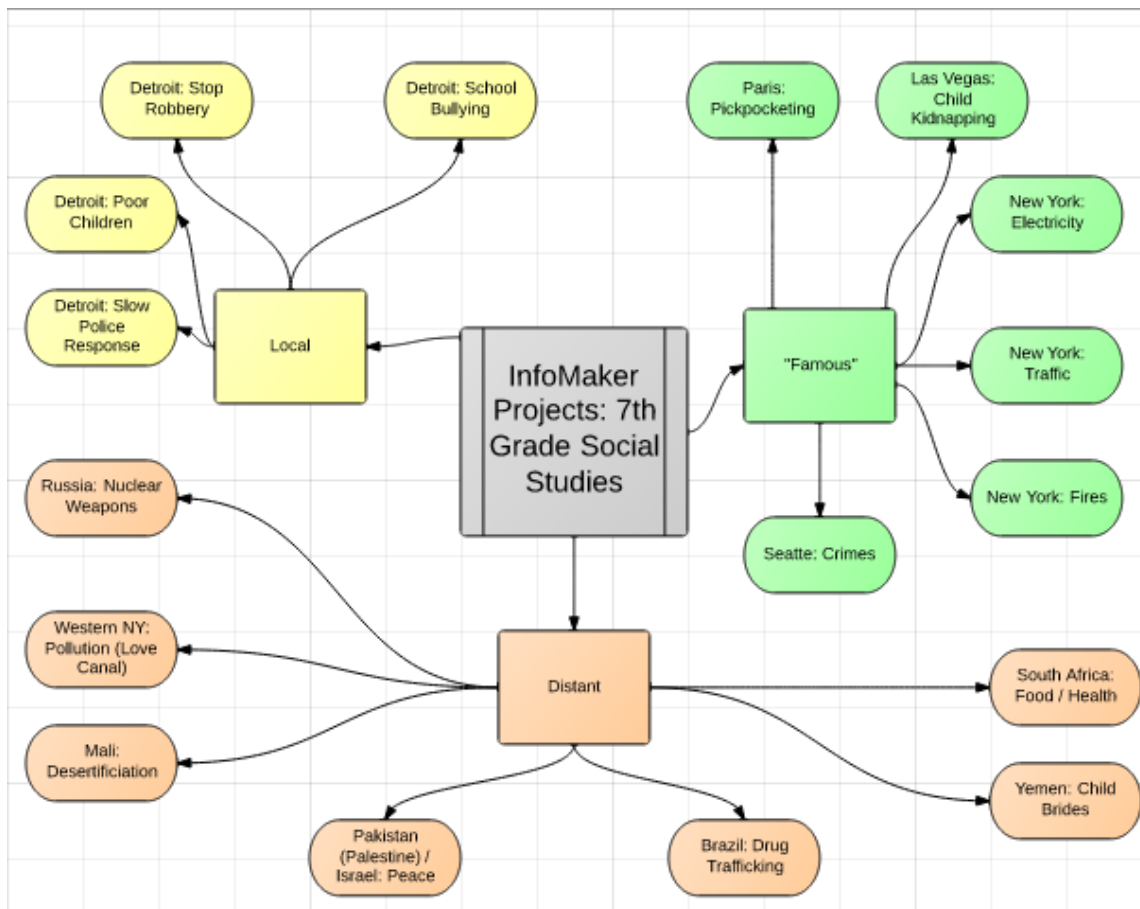 Detroit: Stop
Robbery
Detroit: School
Bullying
Paris:
Pickpocketing
Las Vegas:
Child
Kidnapping
Detroit: Poor
Children
New York:
Electricity
Detroit: Slow
Police
Response
Local
"Famous"
New York:
Traffic
InfoMaker
Projects: 7th
Grade Social
Studies
New York: Fires
Seatte: Crimes
Russia: Nuclear
Weapons
Western NY:
Pollution (Love
Canal)
Distant
South Africa:
Food / Health
Mali:
Desertificiation
Yemen: Child
Brides
Pakistan
(Palestine) /
Israel: Peace
Brazil: Drug
Trafficking